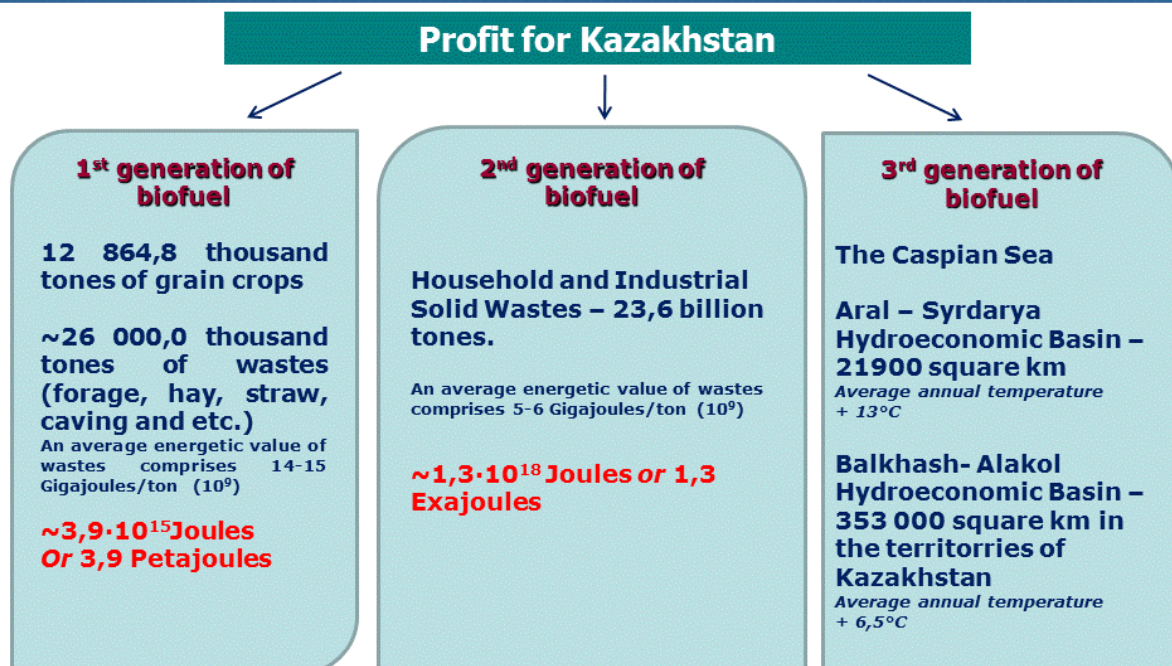 Profit for Kazakhstan
1st generation of
biofuel
12 864,8 thousand
tones of grain crops
~26 000,0 thousand
tones of wastes
(forage, hay, straw,
caving and etc.)
An average energetic value of
wastes comprises 14-15
Gigajoules/ton (10⁹)
~3,9·10¹⁵Joules
Or 3,9 Petajoules
2nd generation of
biofuel
Household and Industrial
Solid Wastes – 23,6 billion
tones.
An average energetic value of wastes
comprises 5-6 Gigajoules/ton (10⁹)
~1,3·10¹⁸ Joules or 1,3
Exajoules
3rd generation of
biofuel
The Caspian Sea
Aral – Syrdarya
Hydroeconomic Basin –
21900 square km
Average annual temperature
+ 13°C
Balkhash- Alakol
Hydroeconomic Basin –
353 000 square km in
the territorries of
Kazakhstan
Average annual temperature
+ 6,5°C